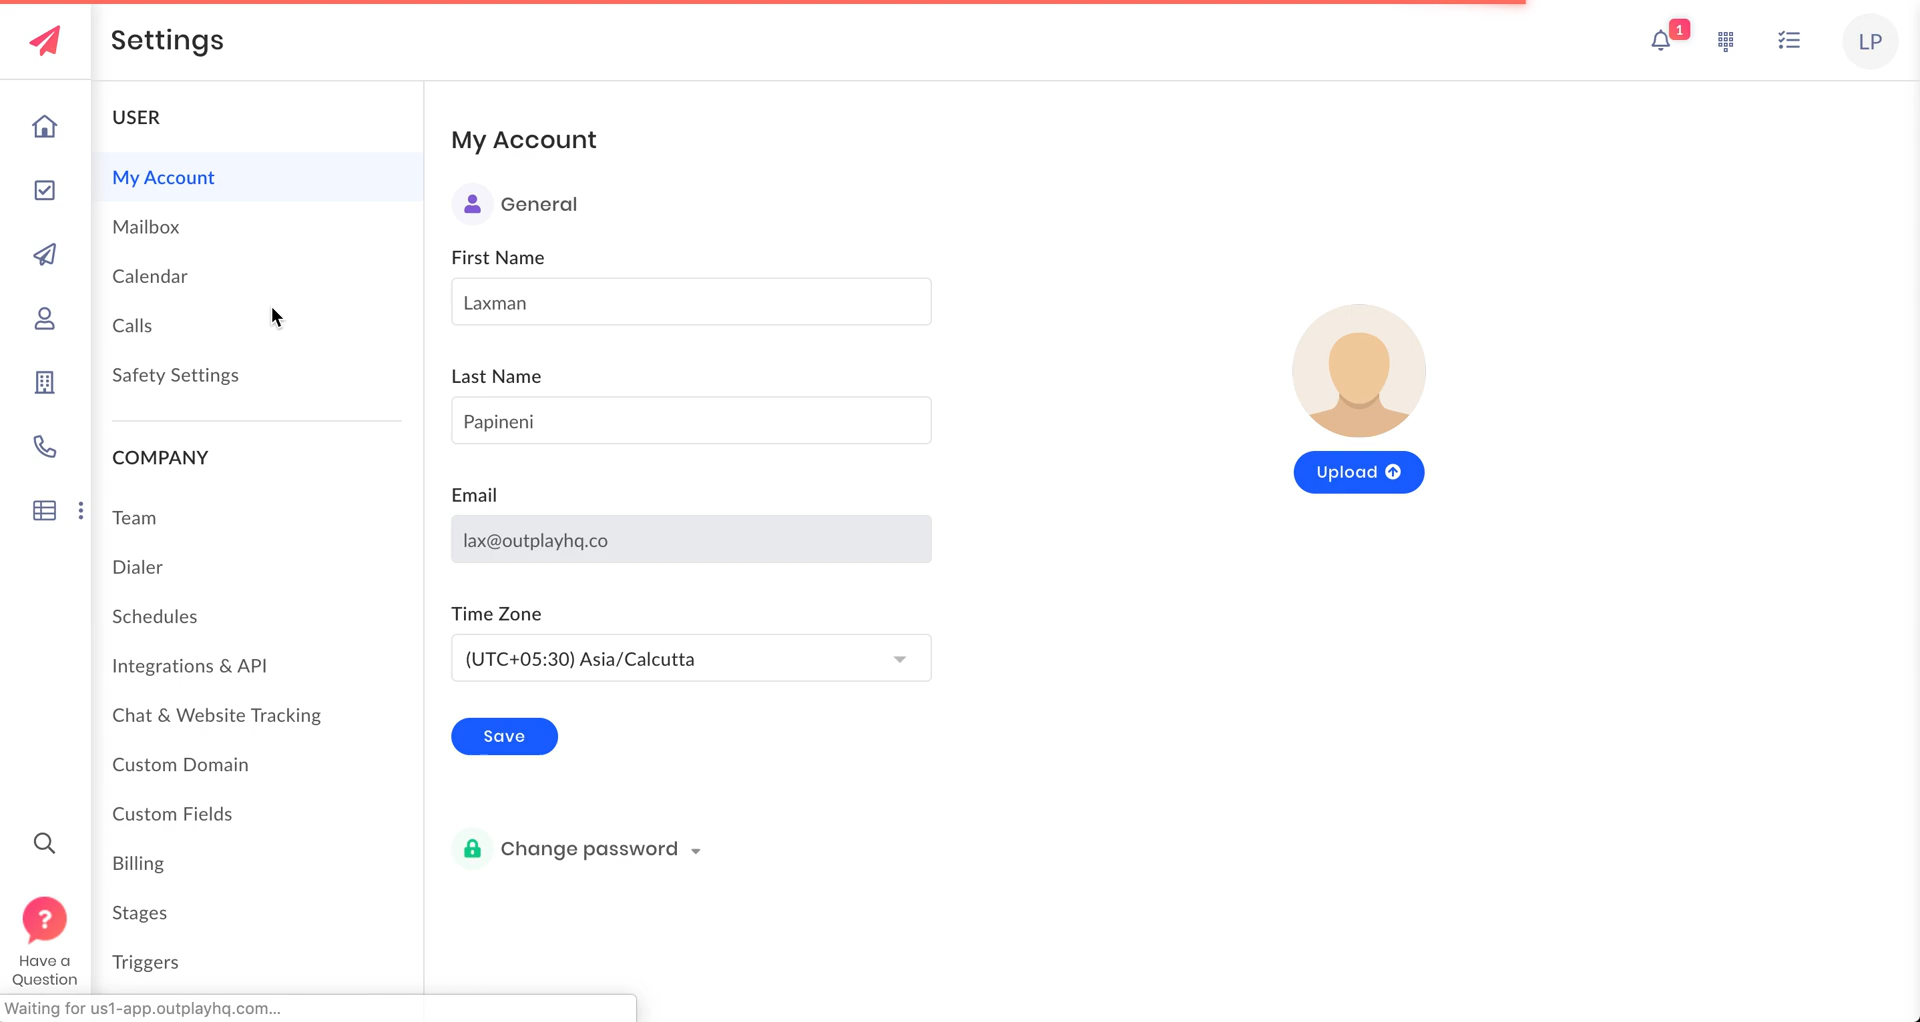 Settings
1
LP
USER
My Account
Mailbox
Calendar
Calls
Safety Settings
COMPANY
Team
Dialer
Schedules
Integrations & API
Chat & Website Tracking
Custom Domain
Custom Fields
Billing
Stages
Triggers
My Account
General
First Name
Laxman
Last Name
Papineni
Email
lax@outplayhq.co
Time Zone
(UTC+05:30) Asia/Calcutta
Save
Change password
Upload
?
Have a
Question
Waiting for us1-app.outplayhq.com...